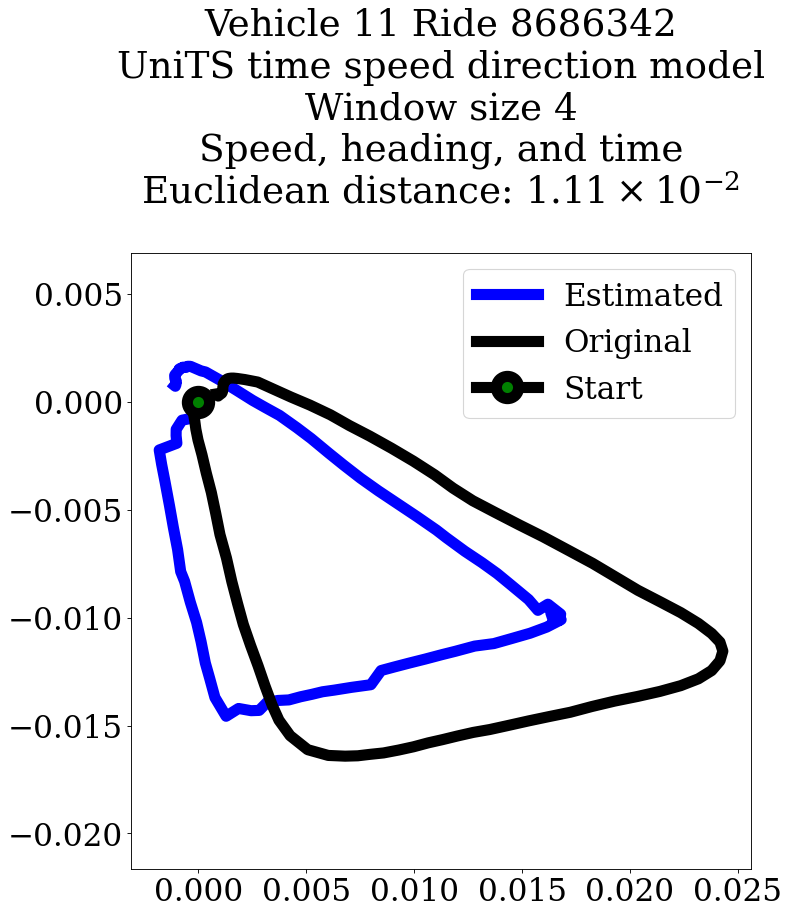 Vehicle 11 Ride 8686342
UniTS time speed direction model
Window size 4
Speed, heading, and time
Euclidean distance: 1.11 × 10⁻²
Estimated
Original
Start
0.005
0.000
−0.005
−0.010
−0.015
−0.020
0.000 0.005 0.010 0.015 0.020 0.025